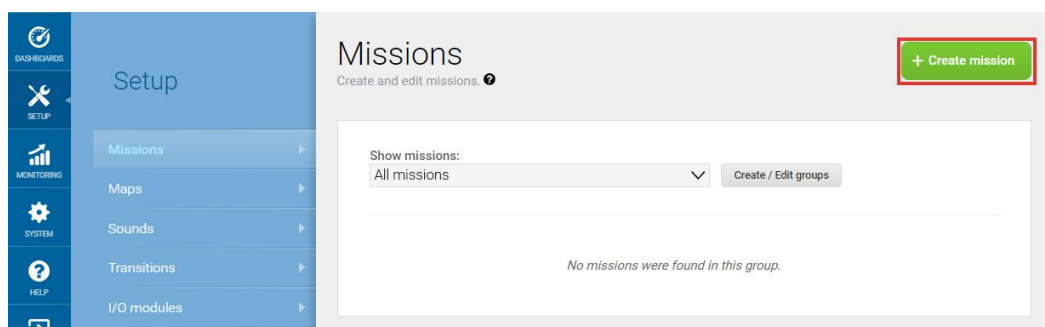 DASHBOARDS
SETUP
MONITORING
SYSTEM
HELP
Setup
Missions
Maps
Sounds
Transitions
I/O modules
Missions
Create and edit missions. ?
+ Create mission
Show missions:
All missions
Create / Edit groups
No missions were found in this group.